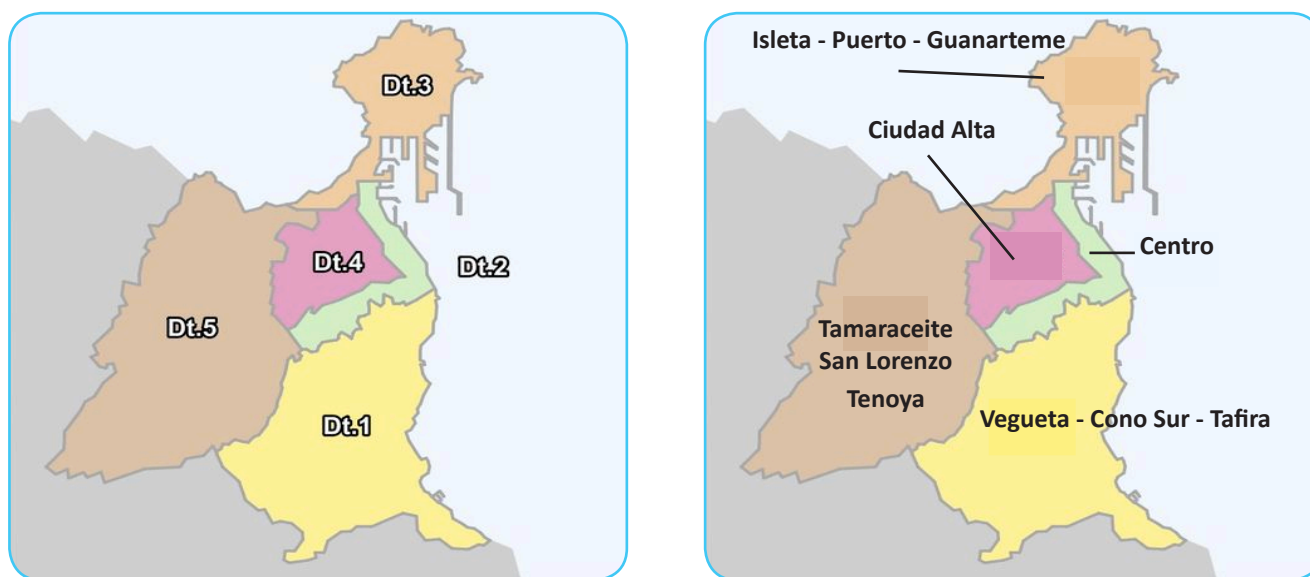 Dt.3
Dt.4
Dt.2
Dt.5
Dt.1
Isleta - Puerto - Guanarteme
Ciudad Alta
Centro
Tamaraceite
San Lorenzo
Tenoya
Vegueta - Cono Sur - Tafira